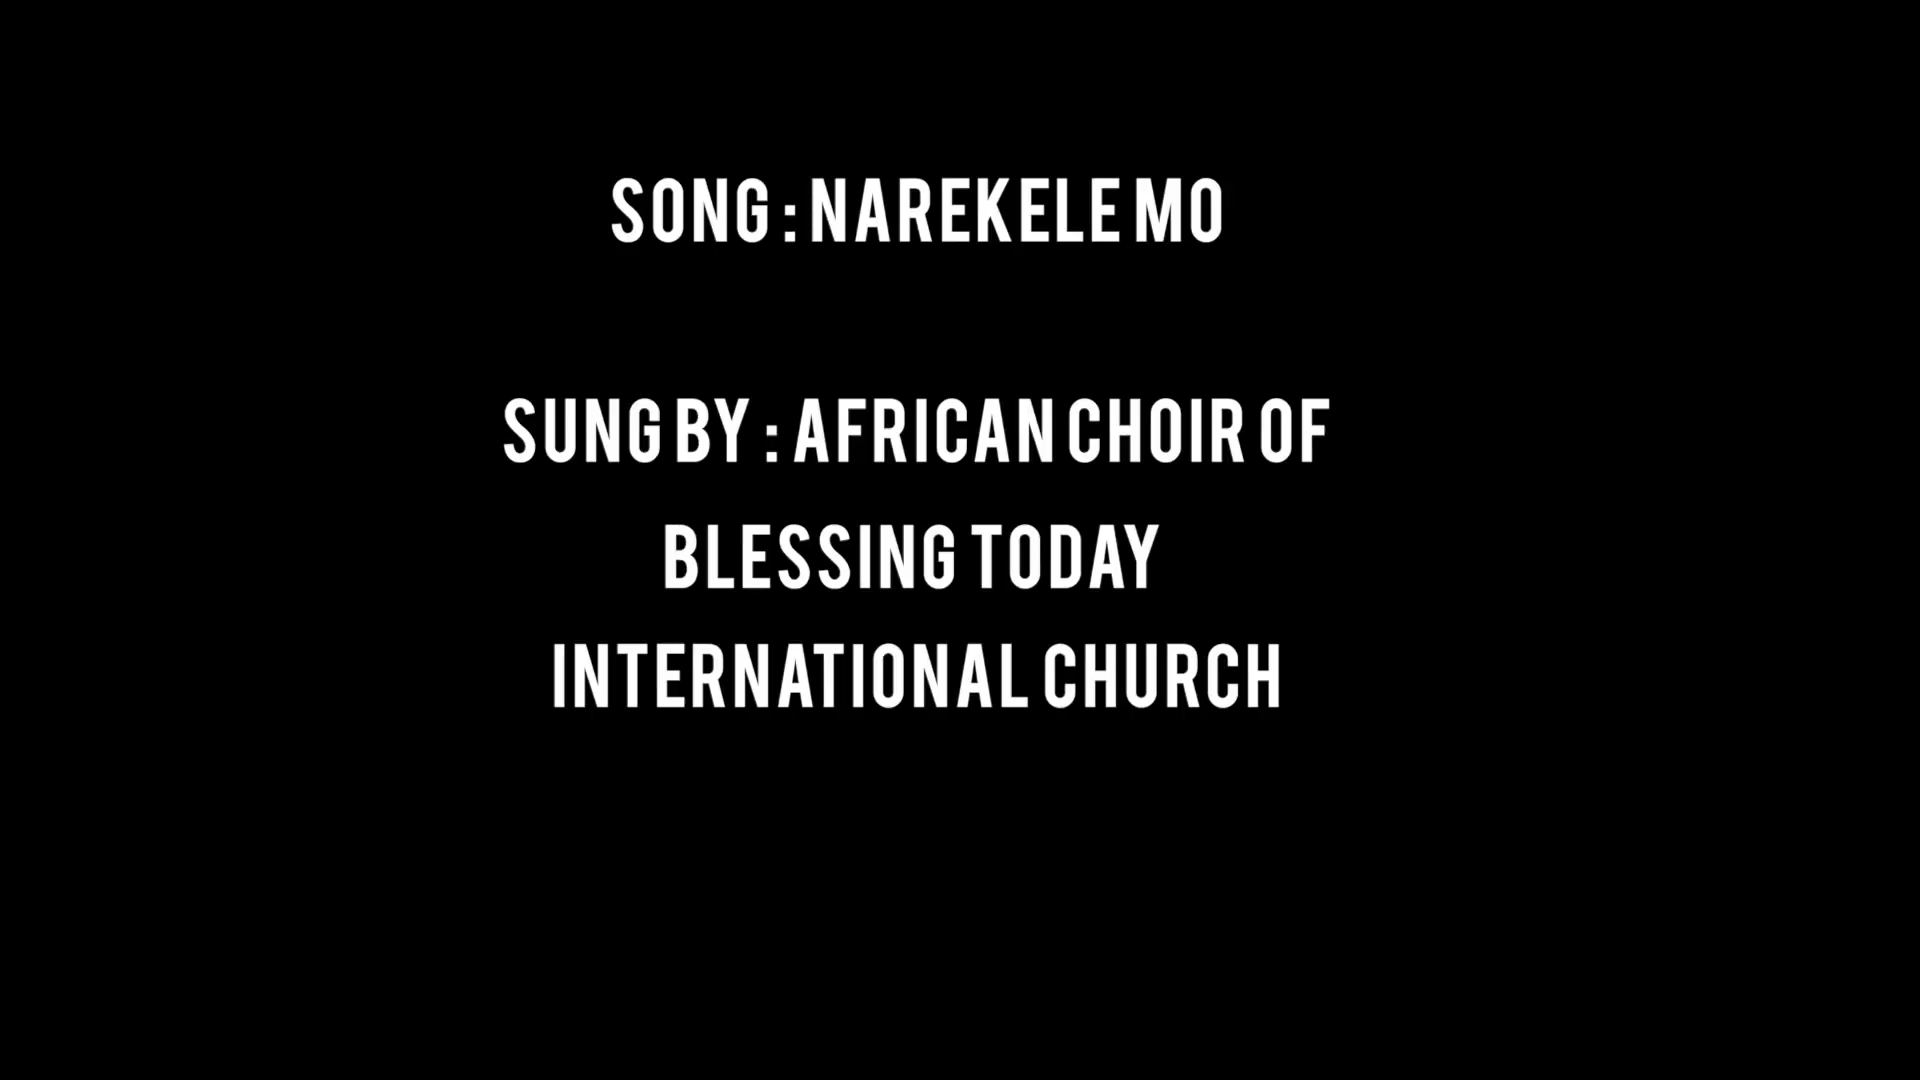 SONG : NAREKELE MO
SUNG BY : AFRICAN CHOIR OF
BLESSING TODAY
INTERNATIONAL CHURCH